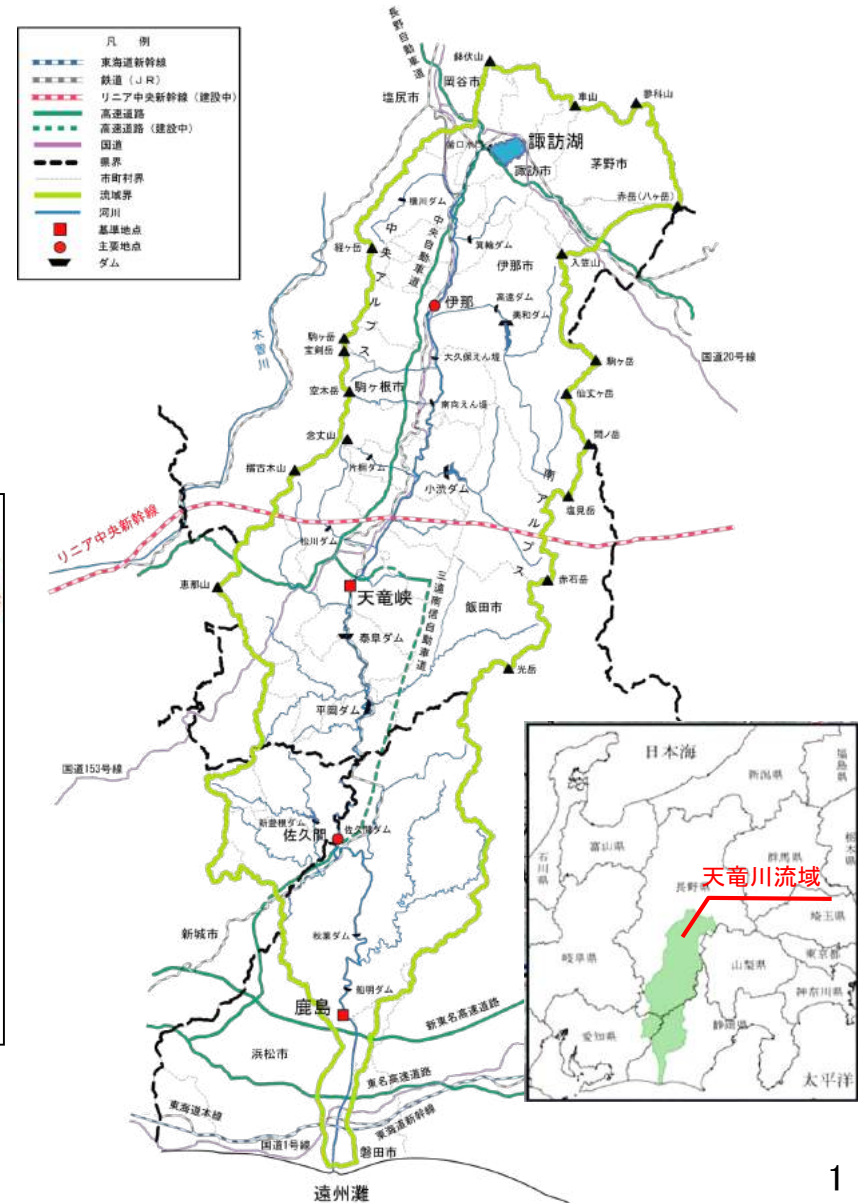 凡 例
東海道新幹線
鉄道（ＪＲ）
リニア中央新幹線（建設中）
高速道路
高速道路（建設中）
国道
県界
市町村界
流域界
河川
基準地点
主要地点
ダム
長野自動車道
鉢伏山
岡谷市
塩尻市
車山
蓼科山
釜口水門
諏訪湖
諏訪市
茅野市
赤岳（八ヶ岳）
横川ダム
中央自動車道
箕輪ダム
経ヶ岳
中央アルプス
伊那市
入笠山
伊那
高遠ダム
美和ダム
木曽川
駒ヶ岳
宝剣岳
大久保えん堤
国道20号線
駒ヶ岳
空木岳
駒ヶ根市
南向えん堤
仙丈ヶ岳
念丈山
間ノ岳
片桐ダム
摺古木山
小渋ダム
南アルプス
塩見岳
リニア中央新幹線
松川ダム
恵那山
天竜峡
三遠南信自動車道
飯田市
赤石岳
泰阜ダム
光岳
平岡ダム
国道153号線
新豊根ダム
佐久間
佐久間ダム
新城市
秋葉ダム
船明ダム
鹿島
新東名高速道路
浜松市
東名高速道路
東海道本線
東海道新幹線
国道1号線
磐田市
遠州灘
日本海
新潟県
福島県
富山県
石川県
群馬県
栃木県
長野県
天竜川流域
埼玉県
岐阜県
山梨県
東京都
神奈川県
愛知県
静岡県
太平洋
1